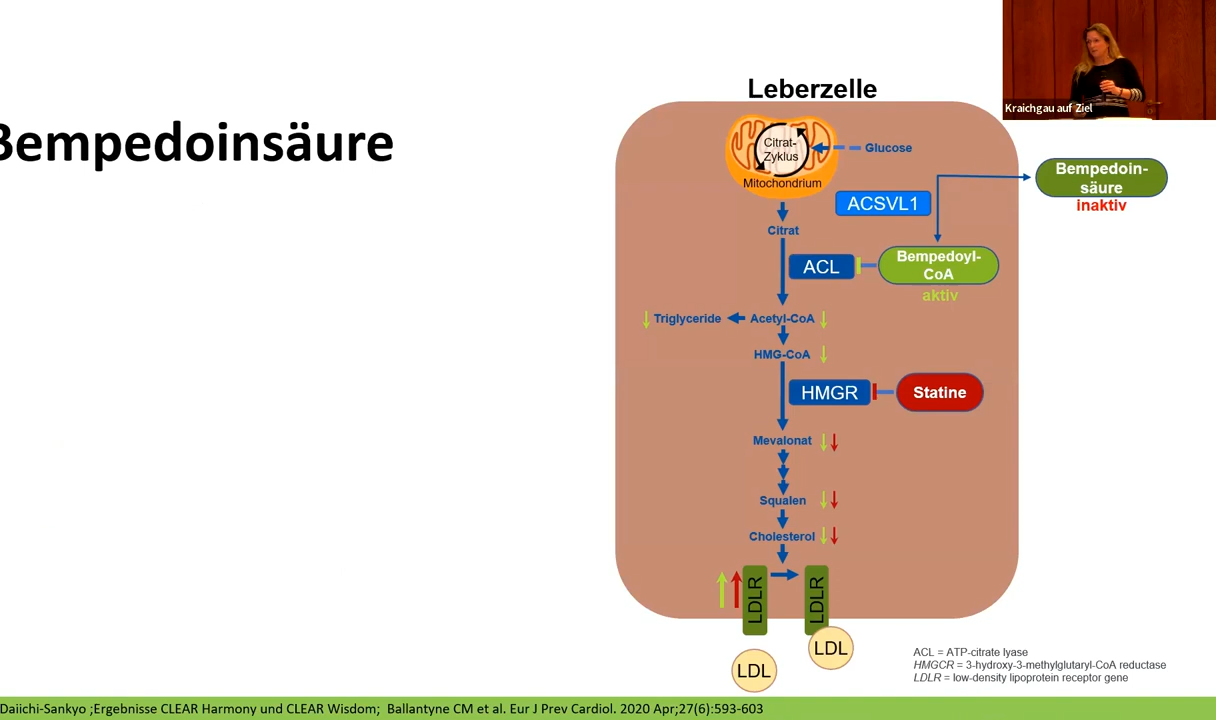 Leberzelle
Kraichgau auf Ziel
Bempedoinsäure
Citrat-
Zyklus
Mitochondrium
Glucose
Bempedoin-
säure
inaktiv
ACSVL1
Citrat
ACL
Bempedoyl-
CoA
aktiv
Triglyceride
Acetyl-CoA
HMG-CoA
HMGR
Statine
Mevalonat
Squalen
Cholesterol
LDLR
LDLR
LDL
LDL
ACL = ATP-citrate lyase
HMGCR = 3-hydroxy-3-methylglutaryl-CoA reductase
LDLR = low-density lipoprotein receptor gene
Daiichi-Sankyo ;Ergebnisse CLEAR Harmony und CLEAR Wisdom; Ballantyne CM et al. Eur J Prev Cardiol. 2020 Apr;27(6):593-603